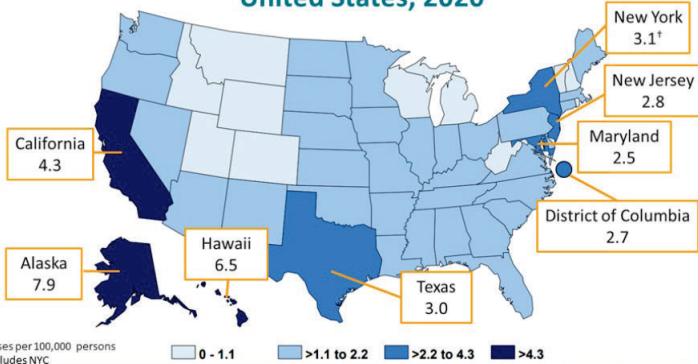 United States, 2020
New York
3.1†
New Jersey
2.8
California
4.3
Maryland
2.5
District of Columbia
2.7
Hawaii
6.5
Alaska
7.9
Texas
3.0
ses per 100,000 persons
ludes NYC
0 - 1.1
>1.1 to 2.2
>2.2 to 4.3
>4.3